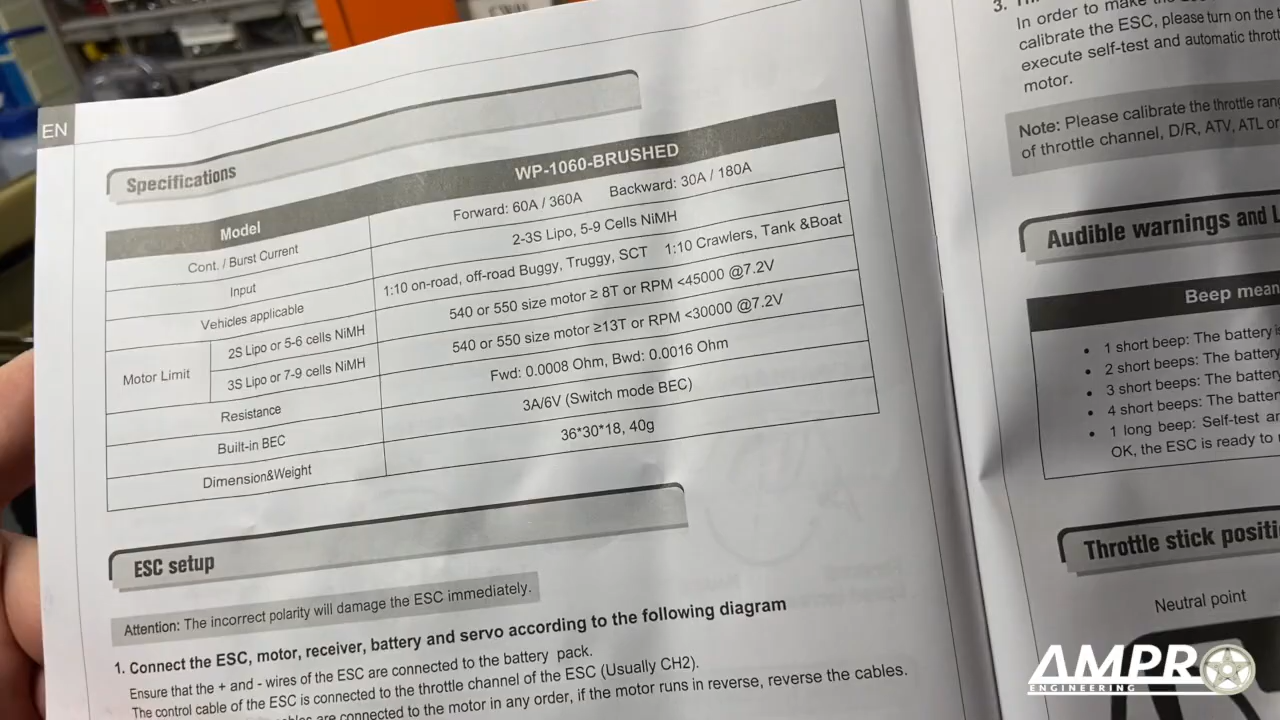 EN
Specifications
Model WP-1060-BRUSHED
Cont. / Burst Current Forward: 60A / 360A Backward: 30A / 180A
Input 2-3S Lipo, 5-9 Cells NiMH
Vehicles applicable 1:10 on-road, off-road Buggy, Truggy, SCT 1:10 Crawlers, Tank &Boat
Motor Limit
2S Lipo or 5-6 cells NiMH 540 or 550 size motor ≥ 8T or RPM <45000 @7.2V
3S Lipo or 7-9 cells NiMH 540 or 550 size motor ≥13T or RPM <30000 @7.2V
Resistance Fwd: 0.0008 Ohm, Bwd: 0.0016 Ohm
Built-in BEC 3A/6V (Switch mode BEC)
Dimension&Weight 36*30*18, 40g
ESC setup
Attention: The incorrect polarity will damage the ESC immediately.
1. Connect the ESC, motor, receiver, battery and servo according to the following diagram
Ensure that the + and - wires of the ESC are connected to the battery pack.
The control cable of the ESC is connected to the throttle channel of the ESC (Usually CH2).
are connected to the motor in any order, if the motor runs in reverse, reverse the cables.
3.
In order to make the
calibrate the ESC, please turn on the
execute self-test and automatic
motor.
Note: Please calibrate the throttle
of throttle channel, D/R, ATV, ATL or
Audible warnings and
Beep
• 1 short beep: The battery
• 2 short beeps: The battery
• 3 short beeps: The battery
• 4 short beeps: The
• 1 long beep: Self-test
OK, the ESC is ready to
Throttle stick
Neutral point
AMPRO
ENGINEERING